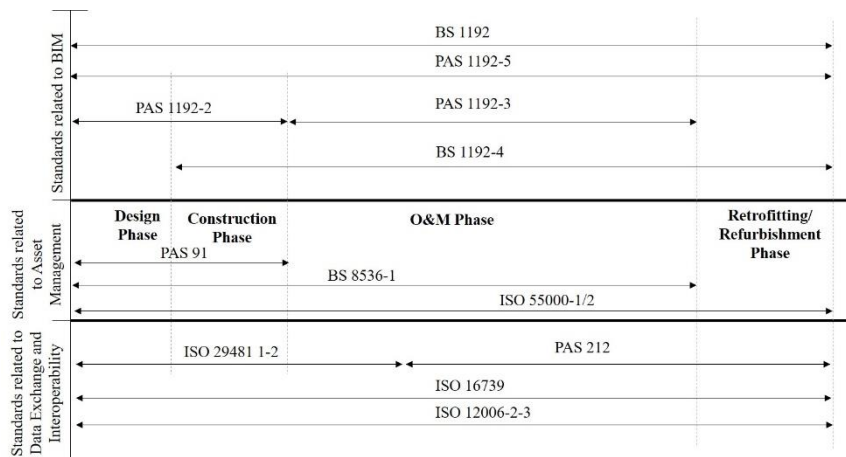 Standards related to BIM
BS 1192
PAS 1192-5
PAS 1192-2
PAS 1192-3
BS 1192-4
Standards related
to Asset
Management
Design
Phase
Construction
Phase
O&M Phase
Retrofitting/
Refurbishment
Phase
PAS 91
BS 8536-1
ISO 55000-1/2
Standards related to
Data Exchange and
Interoperability
ISO 29481 1-2
PAS 212
ISO 16739
ISO 12006-2-3